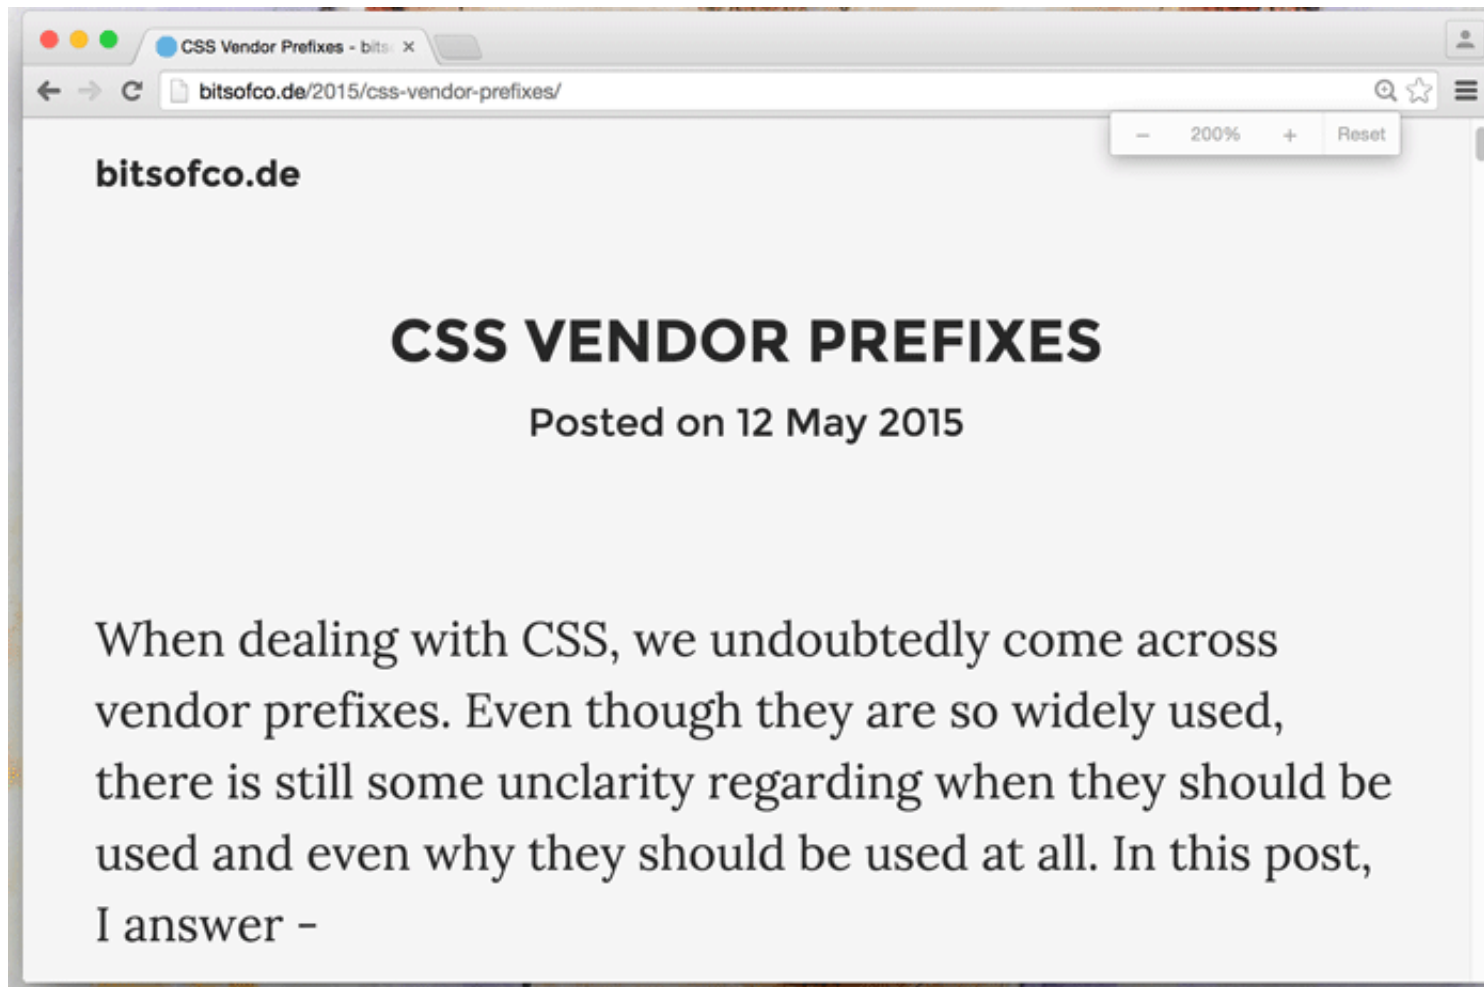 CSS Vendor Prefixes - bits
bitsofco.de/2015/css-vendor-prefixes/
- 200% + Reset
bitsofco.de
CSS VENDOR PREFIXES
Posted on 12 May 2015
When dealing with CSS, we undoubtedly come across
vendor prefixes. Even though they are so widely used,
there is still some unclarity regarding when they should be
used and even why they should be used at all. In this post,
I answer -